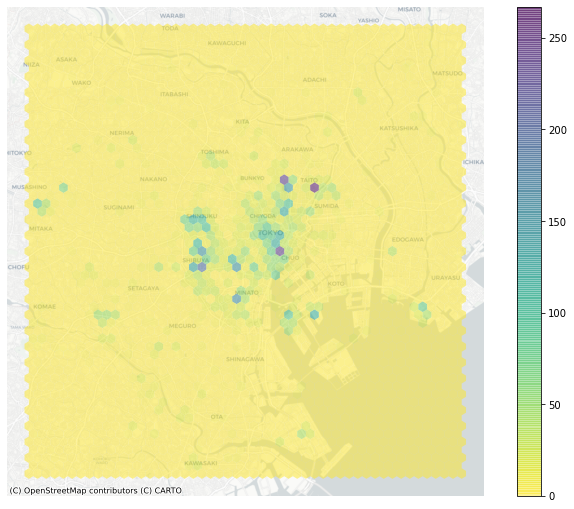 WARABI
SOKA
MISATO
YASHIO
TODA
KAWAGUCHI
ASAKA
NIIZA
MATSUDO
WAKO
ADACHI
ITABASHI
KITA
KATSUSHIKA
NERIMA
TOSHIMA
ARAKAWA
ICHIKA
NAKANO
BUNKYO
TAITO
MUSASHINO
SUGINAMI
SUMIDA
SHINJUKU
CHIYODA
MITAKA
TOKYO
EDOGAWA
SHIBUYA
CHUO
CHOFU
URAYASU
SETAGAYA
KOTO
MINATO
KOMAE
MEGURO
SHINAGAWA
OTA
KAWASAKI
250
200
150
100
50
0
(C) OpenStreetMap contributors (C) CARTO